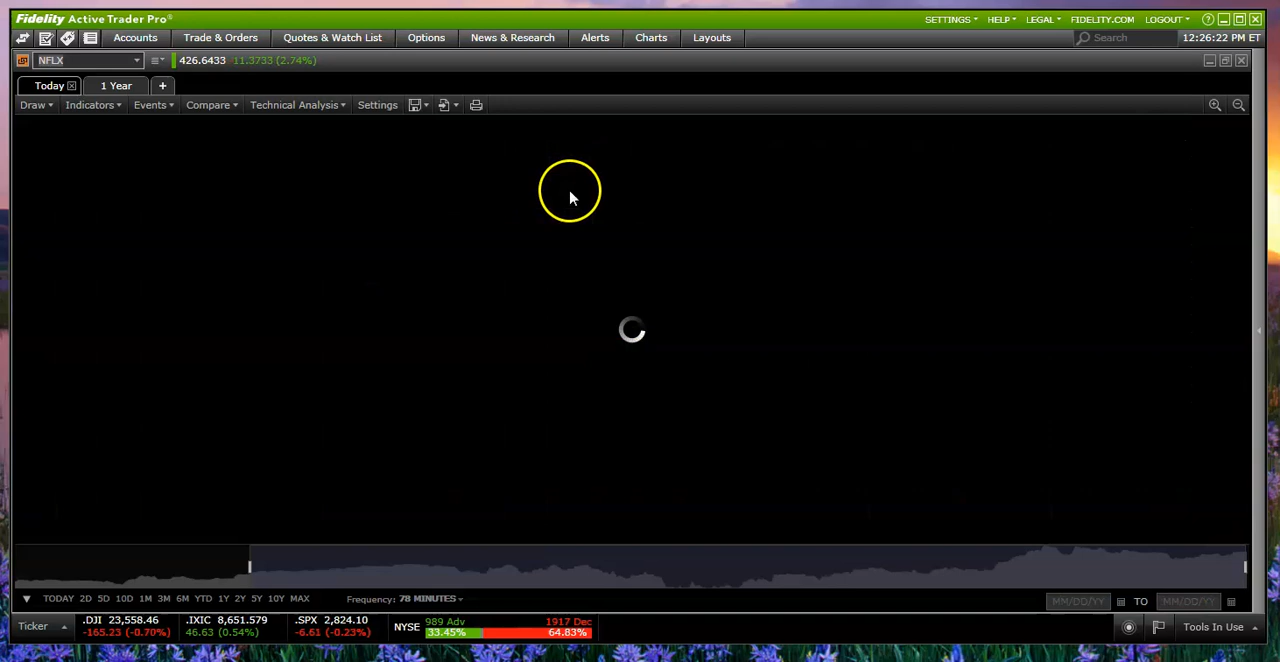 Fidelity Active Trader Pro®
SETTINGS HELP LEGAL FIDELITY.COM LOGOUT ?
Accounts Trade & Orders Quotes & Watch List Options News & Research Alerts Charts Layouts Search 12:26:22 PM ET
NFLX 426.6433 11.3733 (2.74%)
Today 1 Year +
Draw Indicators Events Compare Technical Analysis Settings
TODAY 2D 5D 10D 1M 3M 6M YTD 1Y 2Y 5Y 10Y MAX Frequency: 78 MINUTES MM/DD/YY TO MM/DD/YY
Ticker .DJI 23,558.46 .IXIC 8,651.579 .SPX 2,824.10 NYSE 989 Adv 1917 Dec Tools In Use
-165.23 (-0.70%) 46.63 (0.54%) -6.61 (-0.23%) 33.45% 64.83%